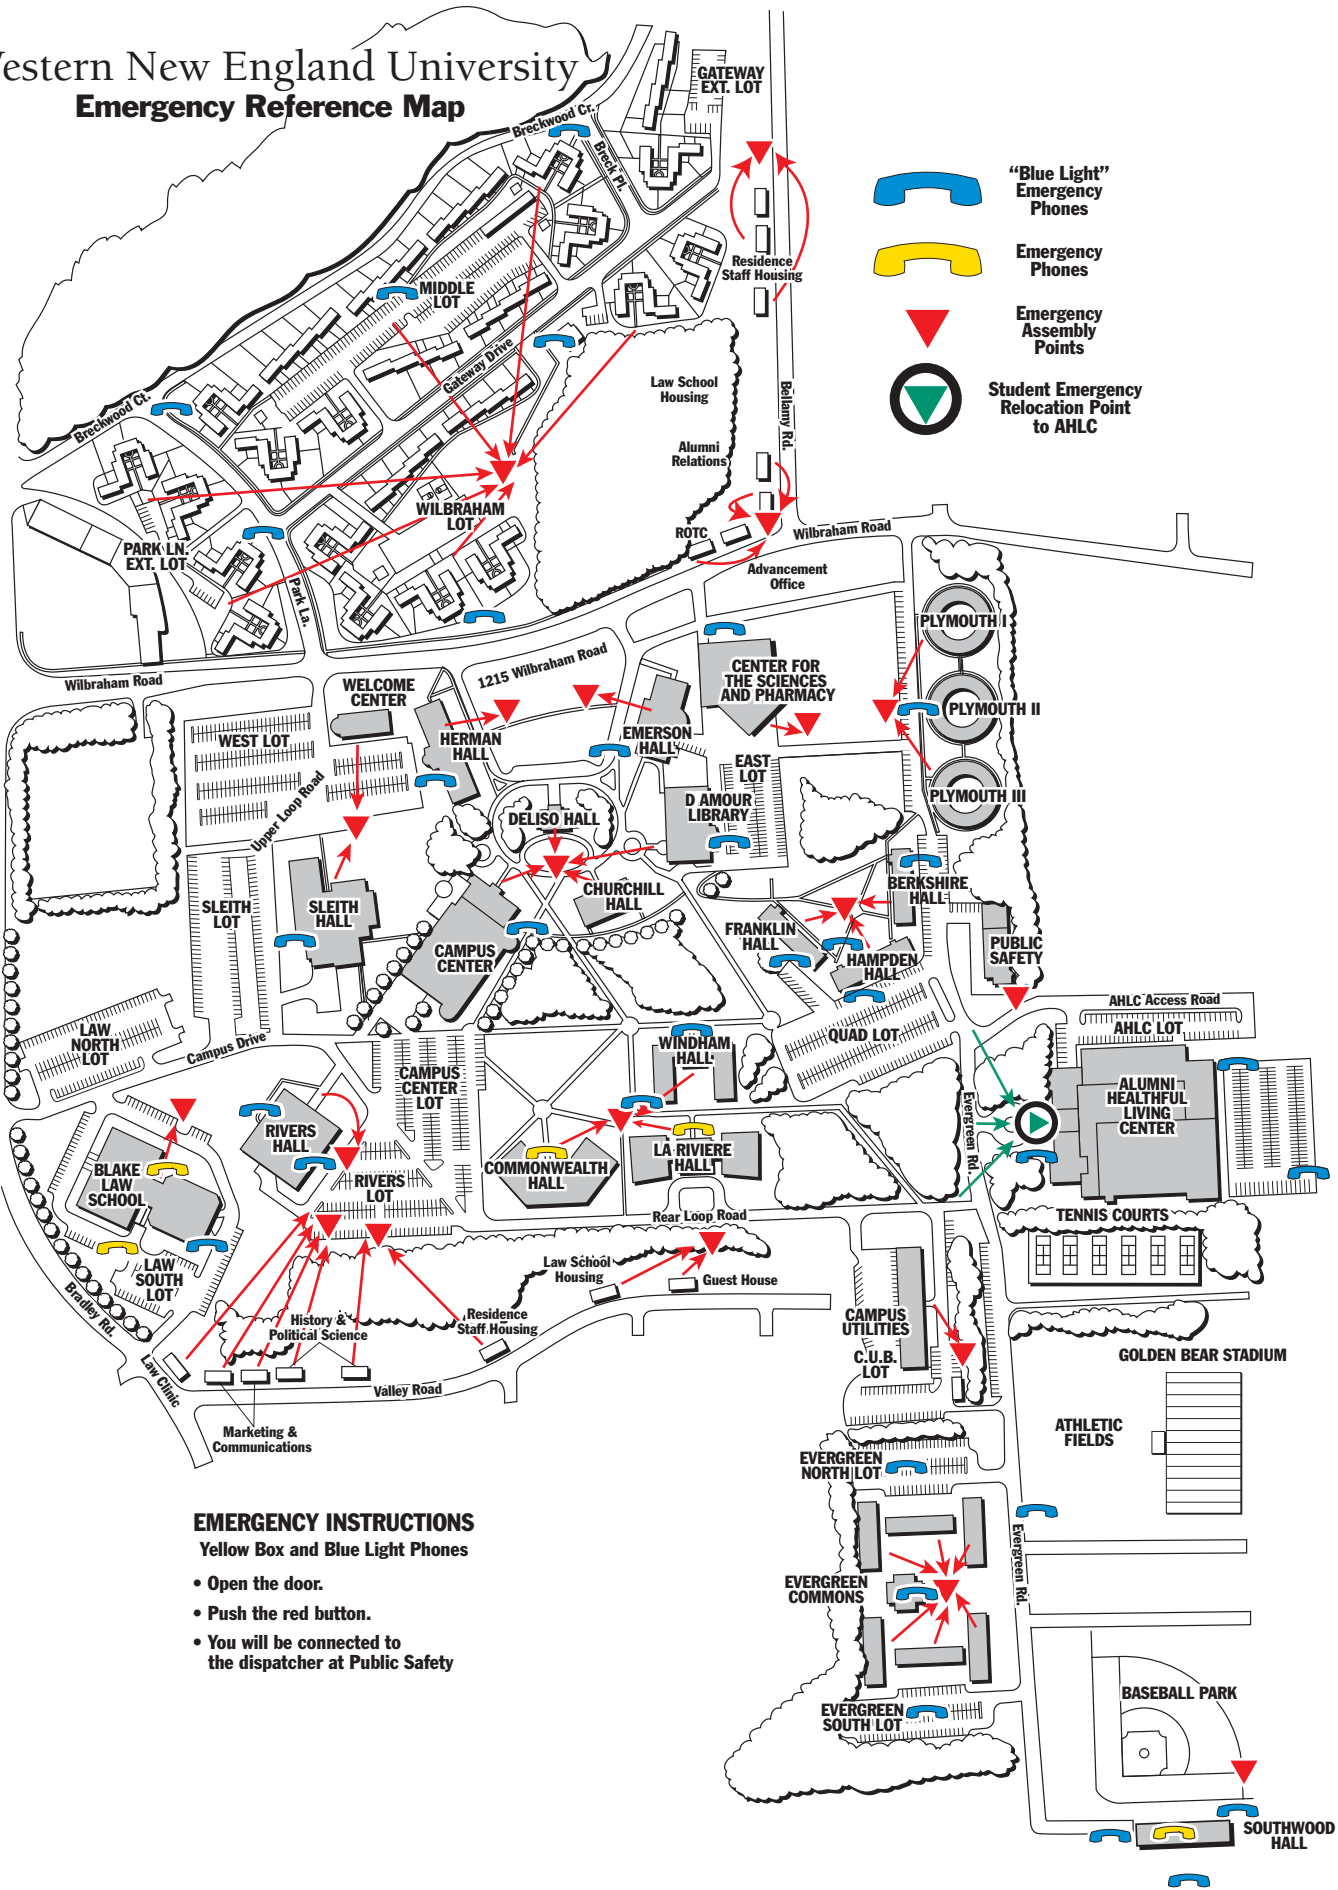 estern New England University
Emergency Reference Map
GATEWAY
EXT. LOT
Breckwood Cr.
Breck Pl.
"Blue Light"
Emergency
Phones
Emergency
Phones
Emergency
Assembly
Points
Student Emergency
Relocation Point
to AHLC
Residence
Staff Housing
MIDDLE
LOT
Gateway Drive
Law School
Housing
Bellamy Rd.
Breckwood Ct.
Alumni
Relations
WILBRAHAM
LOT
ROTC
Wilbraham Road
PARK LN.
EXT. LOT
Advancement
Office
Park La.
PLYMOUTH I
1215 Wilbraham Road
CENTER FOR
THE SCIENCES
AND PHARMACY
Wilbraham Road
WELCOME
CENTER
PLYMOUTH II
WEST LOT
HERMAN
HALL
EMERSON
HALL
EAST
LOT
Upper Loop Road
PLYMOUTH III
D AMOUR
LIBRARY
DELISO HALL
CHURCHILL
HALL
BERKSHIRE
HALL
SLEITH
LOT
SLEITH
HALL
FRANKLIN
HALL
CAMPUS
CENTER
HAMPDEN
HALL
PUBLIC
SAFETY
AHLC Access Road
AHLC LOT
LAW
NORTH
LOT
Campus Drive
WINDHAM
HALL
QUAD LOT
CAMPUS
CENTER
LOT
ALUMNI
HEALTHFUL
LIVING
CENTER
Evergreen Rd.
RIVERS
HALL
LA RIVIERE
HALL
BLAKE
LAW
SCHOOL
COMMONWEALTH
HALL
RIVERS
LOT
Rear Loop Road
TENNIS COURTS
LAW
SOUTH
LOT
Law School
Housing
Guest House
Bradley Rd.
History &
Political Science
Residence
Staff Housing
CAMPUS
UTILITIES
C.U.B.
LOT
GOLDEN BEAR STADIUM
Law Clinic
Valley Road
Marketing &
Communications
ATHLETIC
FIELDS
EVERGREEN
NORTH LOT
EMERGENCY INSTRUCTIONS
Yellow Box and Blue Light Phones
• Open the door.
• Push the red button.
• You will be connected to
the dispatcher at Public Safety
Evergreen Rd.
EVERGREEN
COMMONS
BASEBALL PARK
EVERGREEN
SOUTH LOT
SOUTHWOOD
HALL